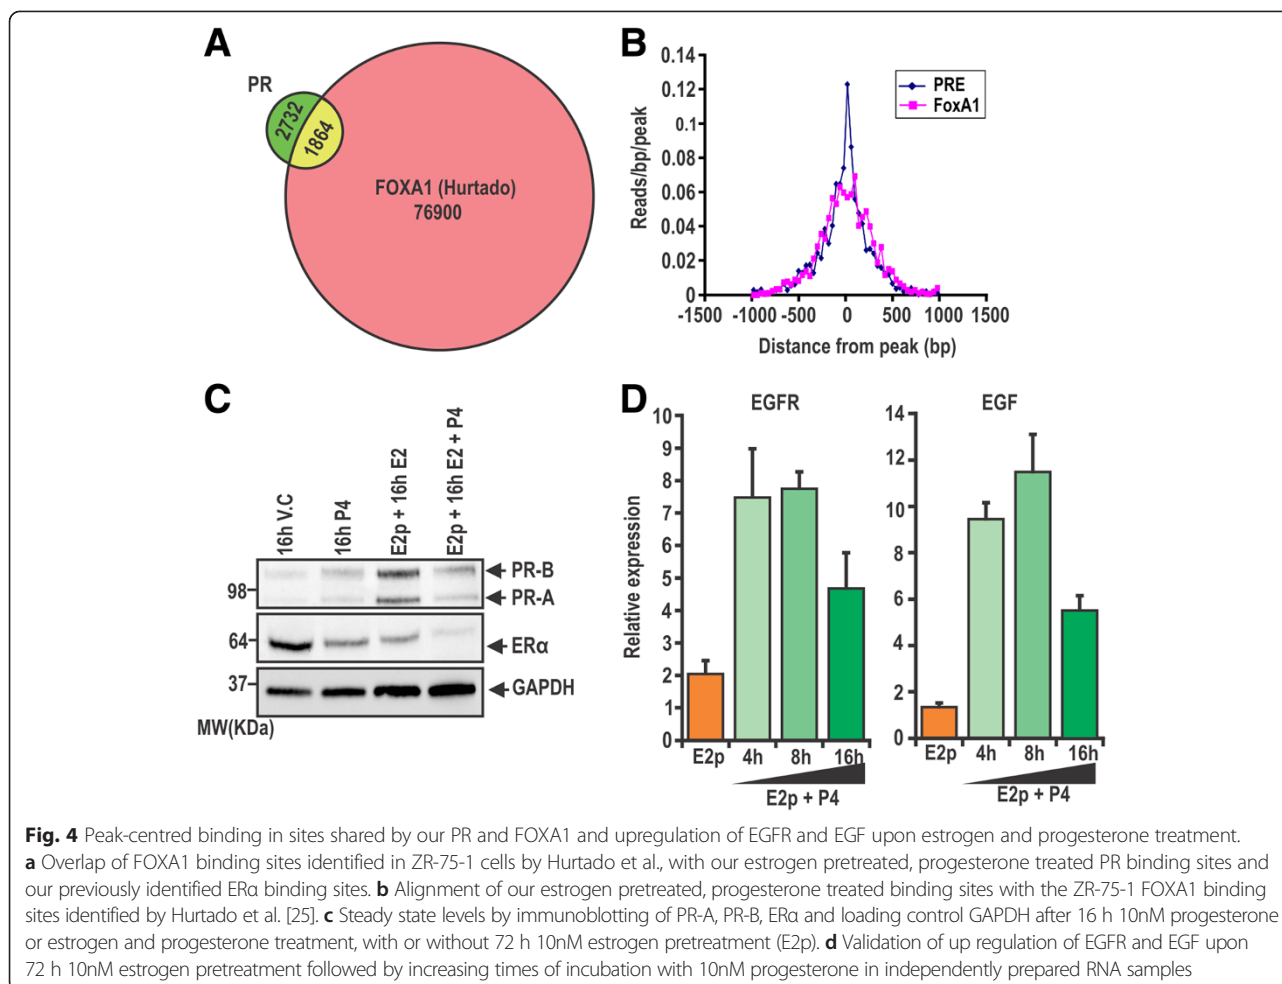 A
PR
2732
1864
FOXA1 (Hurtado)
76900
B
0.14
0.12
0.1
0.08
0.06
0.04
0.02
0
Reads/bp/peak
PRE
FoxA1
-1500 -1000 -500 0 500 1000 1500
Distance from peak (bp)
C
16h V.C
16h P4
E2p + 16h E2
E2p + 16h E2 + P4
98
64
37
MW(KDa)
PR-B
PR-A
ERα
GAPDH
D
EGFR
Relative expression
10
9
8
7
6
5
4
3
2
1
0
E2p 4h 8h 16h
E2p + P4
EGF
14
12
10
8
6
4
2
0
E2p 4h 8h 16h
E2p + P4
Fig. 4 Peak-centred binding in sites shared by our PR and FOXA1 and upregulation of EGFR and EGF upon estrogen and progesterone treatment.
a Overlap of FOXA1 binding sites identified in ZR-75-1 cells by Hurtado et al., with our estrogen pretreated, progesterone treated PR binding sites and
our previously identified ERα binding sites. b Alignment of our estrogen pretreated, progesterone treated binding sites with the ZR-75-1 FOXA1 binding
sites identified by Hurtado et al. [25]. c Steady state levels by immunoblotting of PR-A, PR-B, ERα and loading control GAPDH after 16 h 10nM progesterone
or estrogen and progesterone treatment, with or without 72 h 10nM estrogen pretreatment (E2p). d Validation of up regulation of EGFR and EGF upon
72 h 10nM estrogen pretreatment followed by increasing times of incubation with 10nM progesterone in independently prepared RNA samples